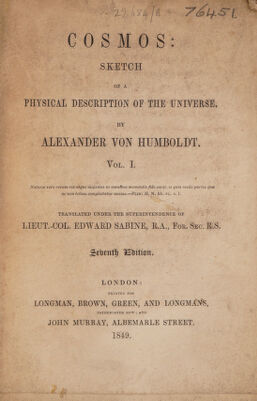 76451
COSMOS:
SKETCH
OF A
PHYSICAL DESCRIPTION OF THE UNIVERSE,
BY
ALEXANDER VON HUMBOLDT.
VOL. I.
TRANSLATED UNDER THE SUPERINTENDENCE OF
LIEUT.-COL. EDWARD SABINE, R.A., FOR. SEC. R.S.
Seventh Edition.
LONDON:
PRINTED FOR
LONGMAN, BROWN, GREEN, AND LONGMANS,
PATERNOSTER ROW; AND
JOHN MURRAY, ALBEMARLE STREET.
1849.